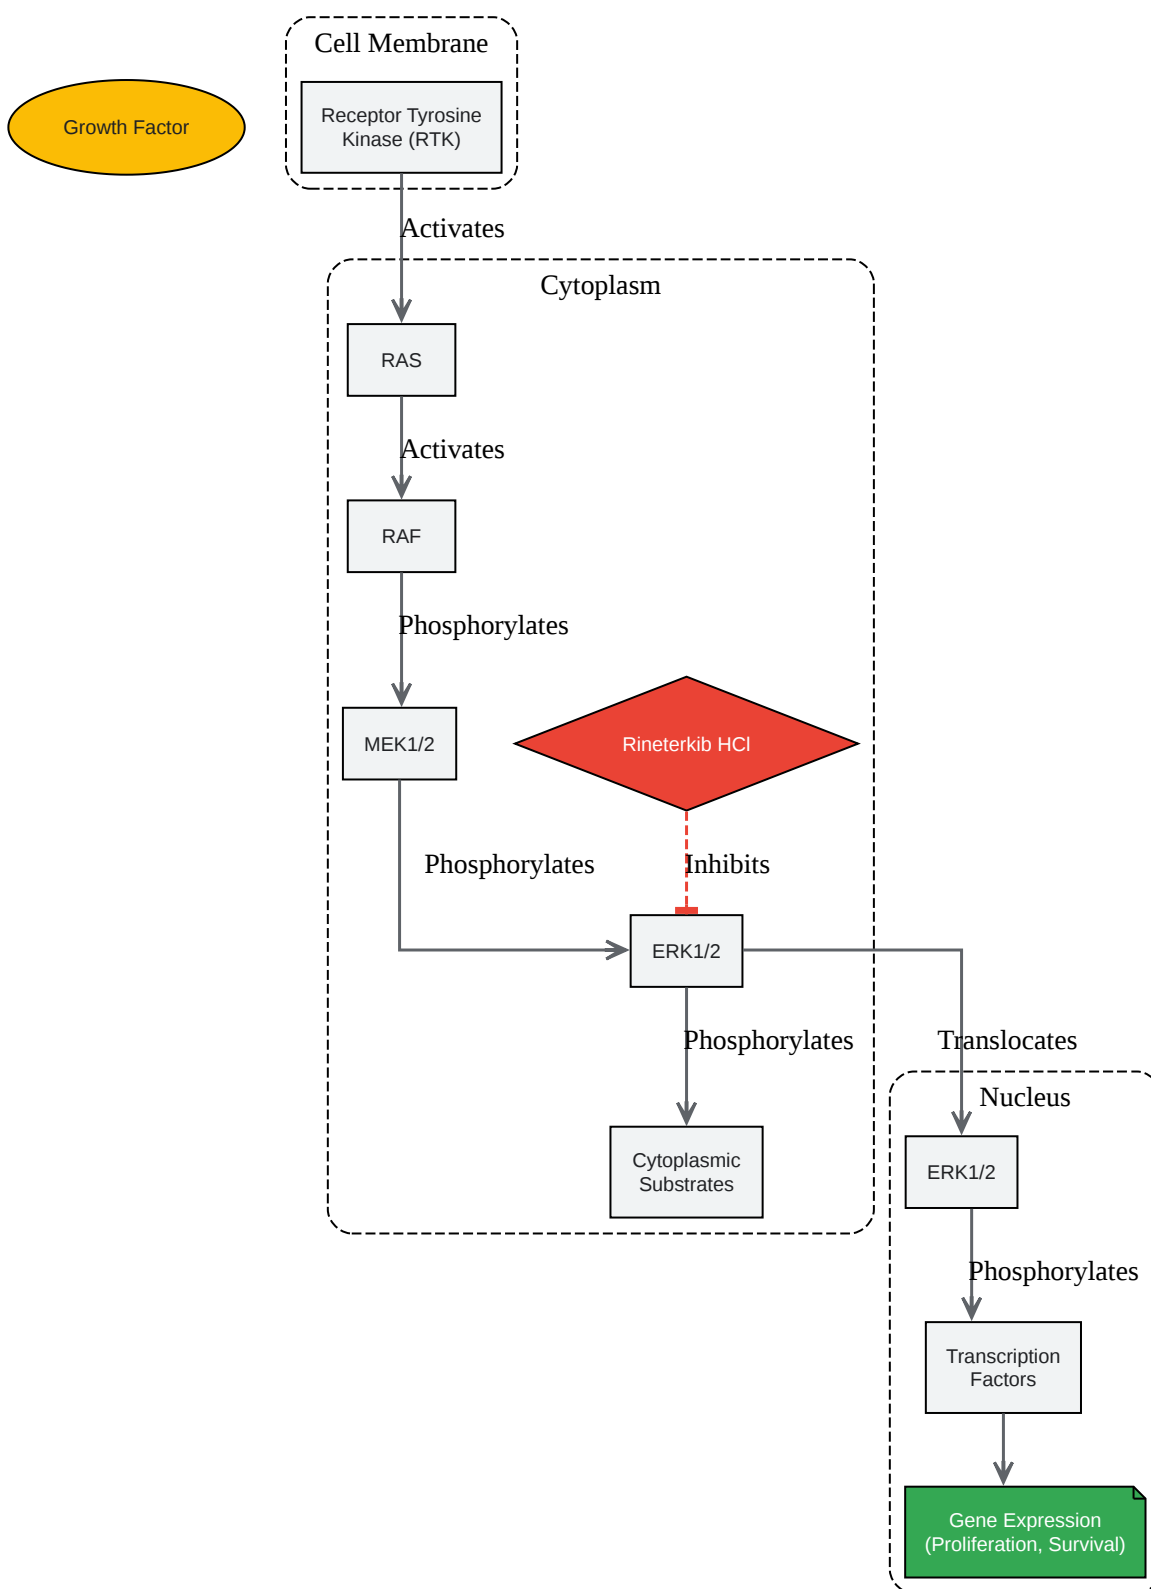 Cell Membrane
Growth Factor
Receptor Tyrosine
Kinase (RTK)
Activates
Cytoplasm
RAS
Activates
RAF
Phosphorylates
MEK1/2
Rineterkib HCl
Phosphorylates
Inhibits
ERK1/2
Phosphorylates
Translocates
Nucleus
Cytoplasmic
Substrates
ERK1/2
Phosphorylates
Transcription
Factors
Gene Expression
(Proliferation, Survival)